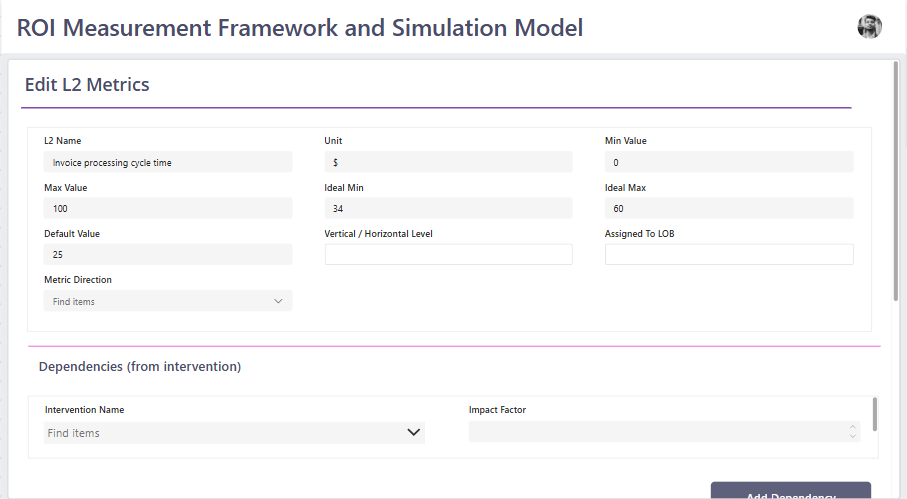 ROI Measurement Framework and Simulation Model
Edit L2 Metrics
L2 Name
Unit
Min Value
Invoice processing cycle time
$
0
Max Value
Ideal Min
Ideal Max
100
34
60
Default Value
Vertical / Horizontal Level
Assigned To LOB
25
Metric Direction
Find items
Dependencies (from intervention)
Intervention Name
Impact Factor
Find items
Add Dependency